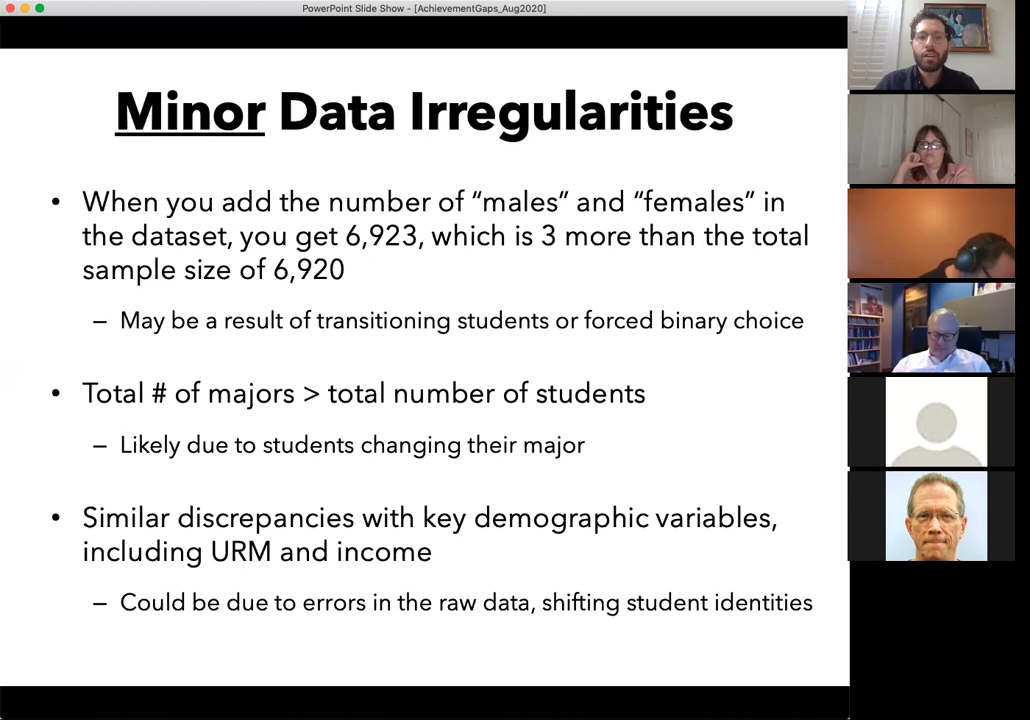 PowerPoint Slide Show - [AchievementGaps_Aug2020]
Minor Data Irregularities
• When you add the number of “males” and “females” in
the dataset, you get 6,923, which is 3 more than the total
sample size of 6,920
– May be a result of transitioning students or forced binary choice
• Total # of majors > total number of students
– Likely due to students changing their major
• Similar discrepancies with key demographic variables,
including URM and income
– Could be due to errors in the raw data, shifting student identities